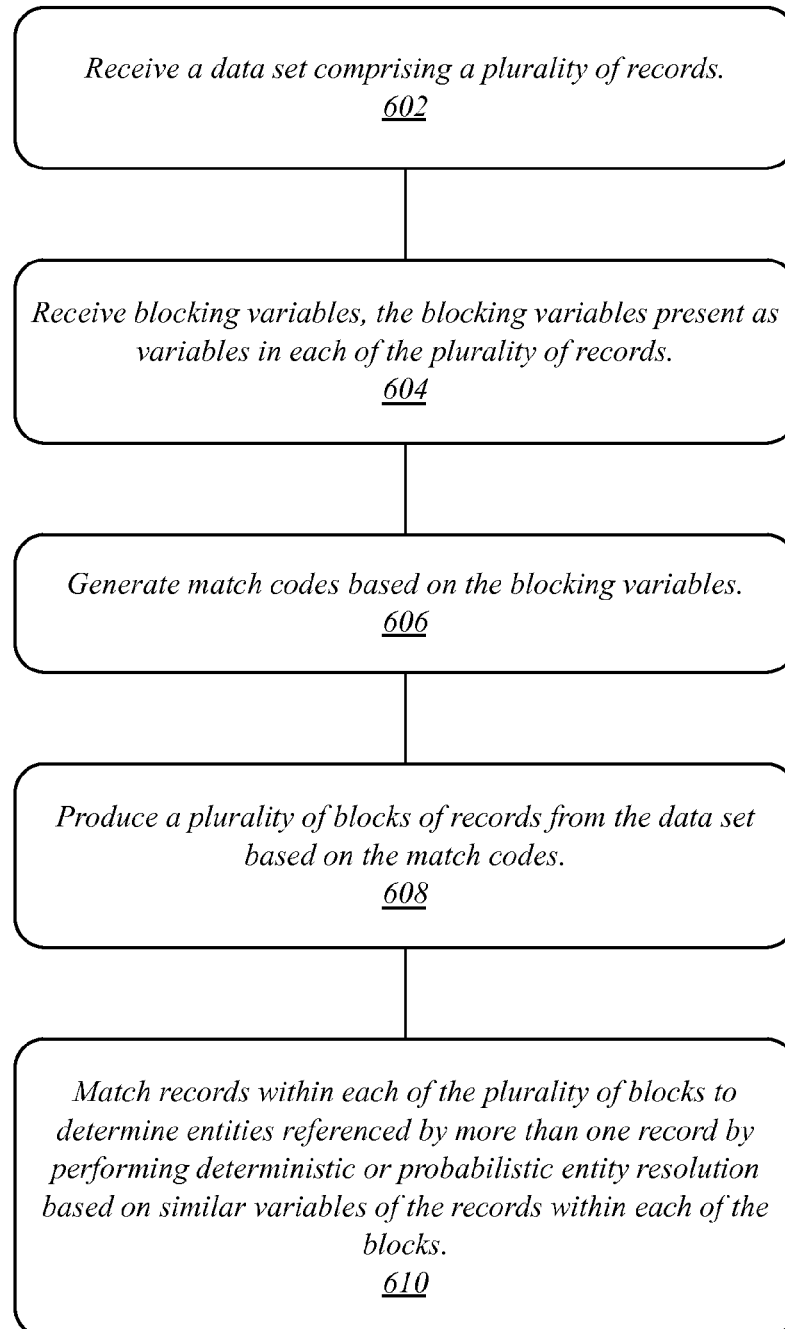 Receive a data set comprising a plurality of records.
602
Receive blocking variables, the blocking variables present as
variables in each of the plurality of records.
604
Generate match codes based on the blocking variables.
606
Produce a plurality of blocks of records from the data set
based on the match codes.
608
Match records within each of the plurality of blocks to
determine entities referenced by more than one record by
performing deterministic or probabilistic entity resolution
based on similar variables of the records within each of the
blocks.
610